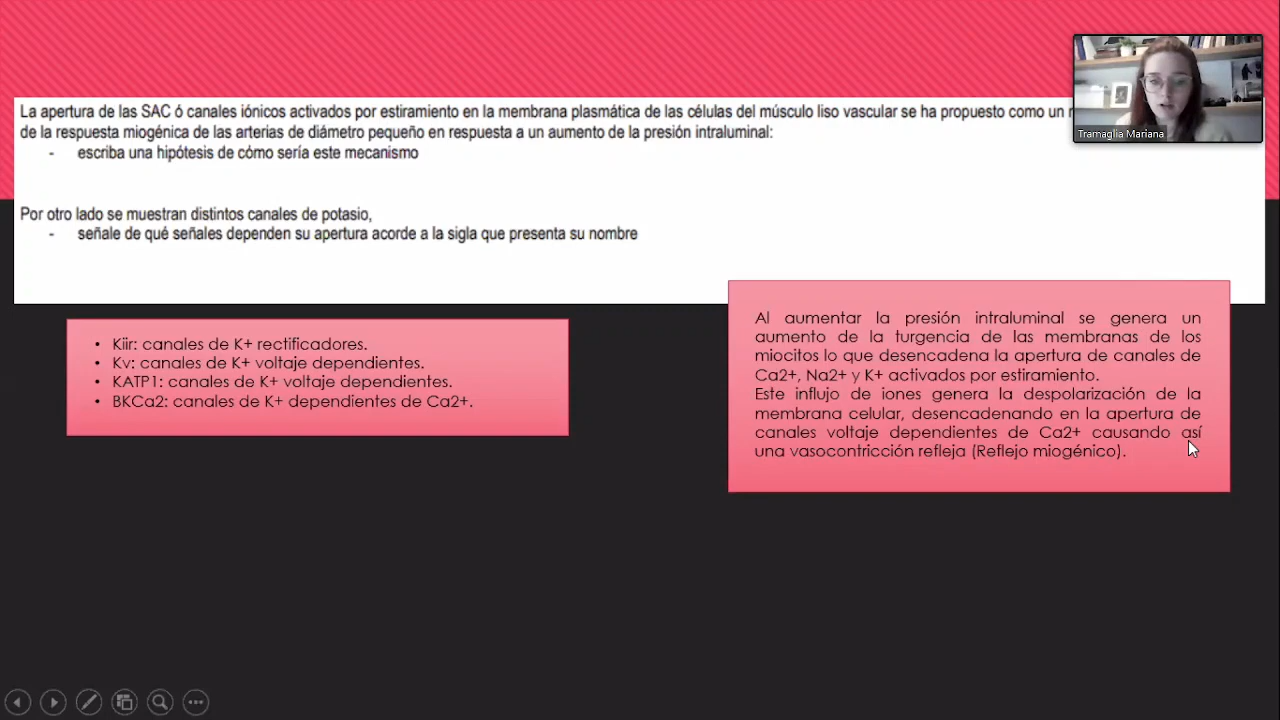 La apertura de las SAC ó canales iónicos activados por estiramiento en la membrana plasmática de las células del músculo liso vascular se ha propuesto como un
de la respuesta miogénica de las arterias de diámetro pequeño en respuesta a un aumento de la presión intraluminal:
- escriba una hipótesis de cómo sería este mecanismo
Por otro lado se muestran distintos canales de potasio,
- señale de qué señales dependen su apertura acorde a la sigla que presenta su nombre
Tramaglia Mariana
• Kiir: canales de K+ rectificadores.
• Kv: canales de K+ voltaje dependientes.
• KATP1: canales de K+ voltaje dependientes.
• BKCa2: canales de K+ dependientes de Ca2+.
Al aumentar la presión intraluminal se genera un
aumento de la turgencia de las membranas de los
miocitos lo que desencadena la apertura de canales de
Ca2+, Na2+ y K+ activados por estiramiento.
Este influjo de iones genera la despolarización de la
membrana celular, desencadenando en la apertura de
canales voltaje dependientes de Ca2+ causando así
una vasocontricción refleja (Reflejo miogénico).